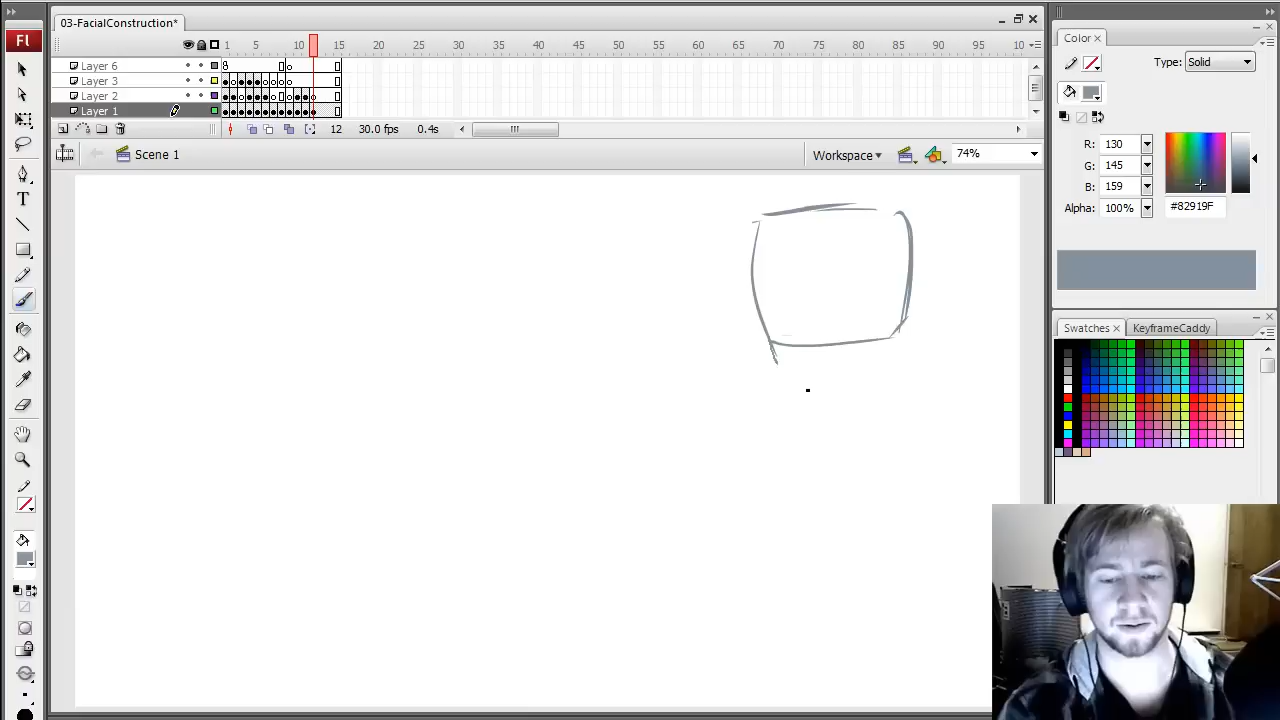 03-FacialConstruction*
Fl
1 5 10 15 20 25 30 35 40 45 50 55 60 65 70 75 80 85 90 95 10
Layer 6
Layer 3
Layer 2
Layer 1
12 30.0 fps 0.4s
Scene 1
Workspace
74%
Color
Type: Solid
R: 130
G: 145
B: 159
Alpha: 100%
#82919F
Swatches
KeyframeCaddy
T